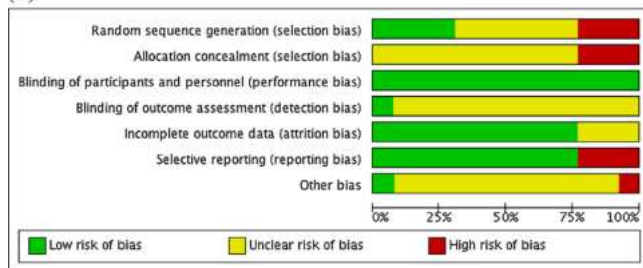 Random sequence generation (selection bias)
Allocation concealment (selection bias)
Blinding of participants and personnel (performance bias)
Blinding of outcome assessment (detection bias)
Incomplete outcome data (attrition bias)
Selective reporting (reporting bias)
Other bias
0% 25% 50% 75% 100%
Low risk of bias Unclear risk of bias High risk of bias